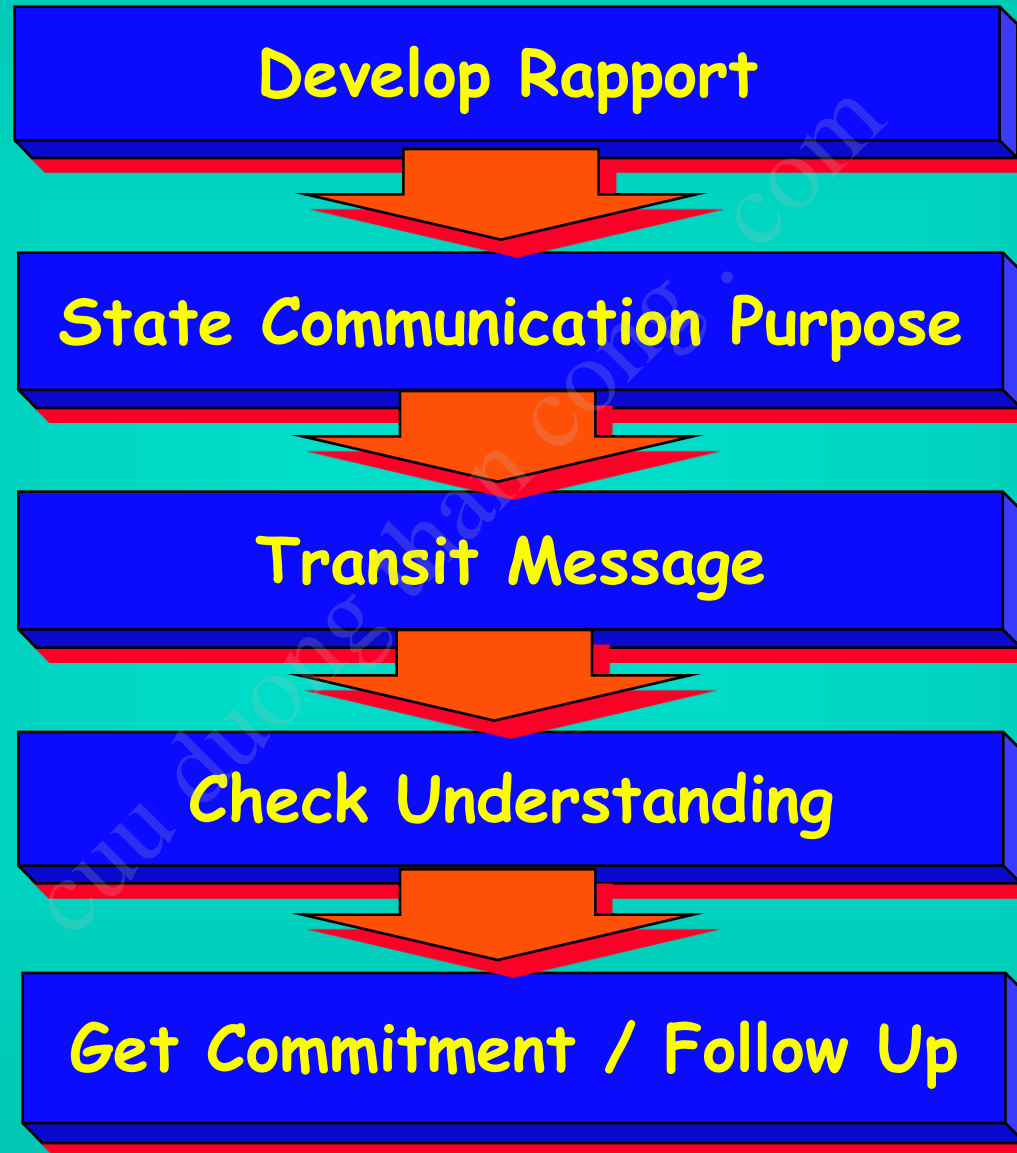 Develop Rapport
State Communication Purpose
Transit Message
Check Understanding
Get Commitment / Follow Up
cuu duong than cong . com